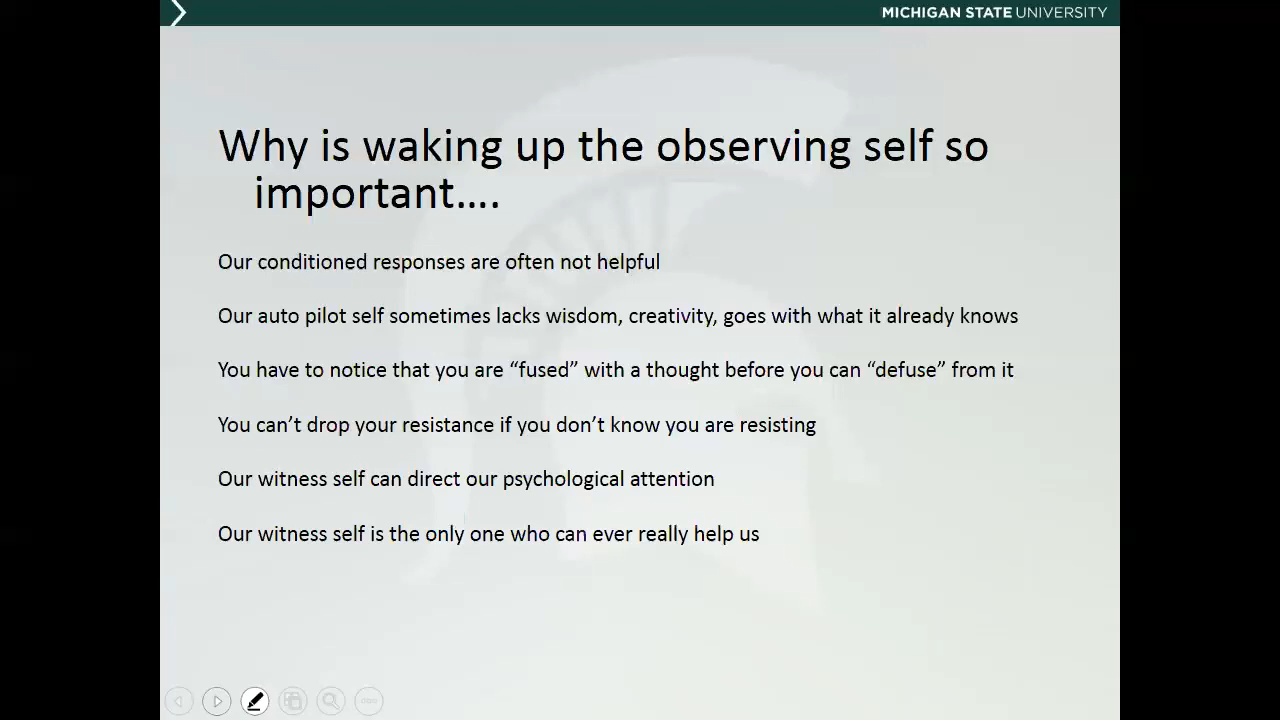 MICHIGAN STATE UNIVERSITY
Why is waking up the observing self so
important....
Our conditioned responses are often not helpful
Our auto pilot self sometimes lacks wisdom, creativity, goes with what it already knows
You have to notice that you are “fused” with a thought before you can “defuse” from it
You can’t drop your resistance if you don’t know you are resisting
Our witness self can direct our psychological attention
Our witness self is the only one who can ever really help us